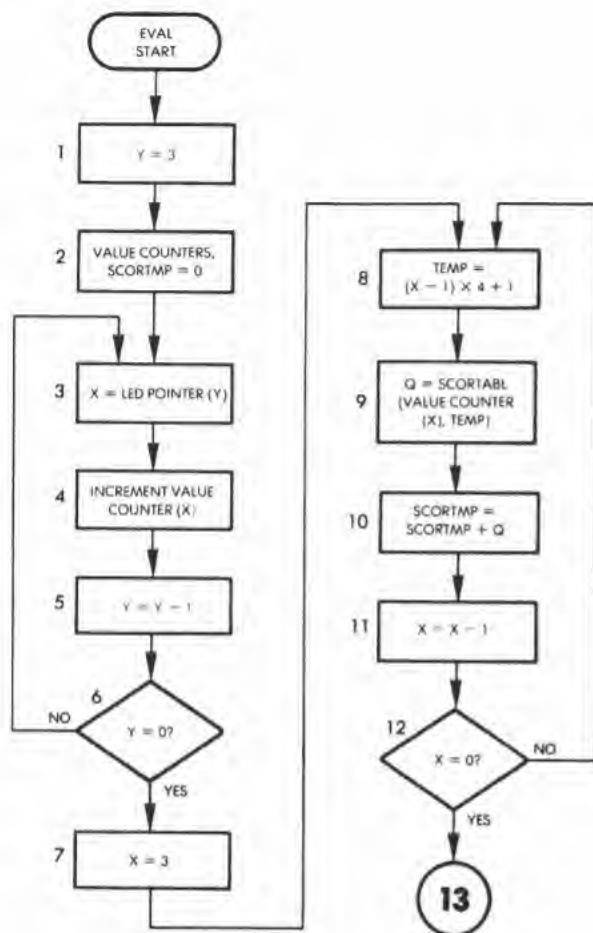 EVAL
START
1
Y = 3
2
VALUE COUNTERS,
SCORTMP = 0
3
X = LED POINTER (Y)
4
INCREMENT VALUE
COUNTER (X)
5
Y = Y - 1
6
Y = 0?
NO
YES
7
X = 3
8
TEMP =
(X - 1) X 4 + 1
9
Q = SCORTABL
(VALUE COUNTER
(X), TEMP)
10
SCORTMP =
SCORTMP + Q
11
X = X - 1
12
X = 0?
NO
YES
13